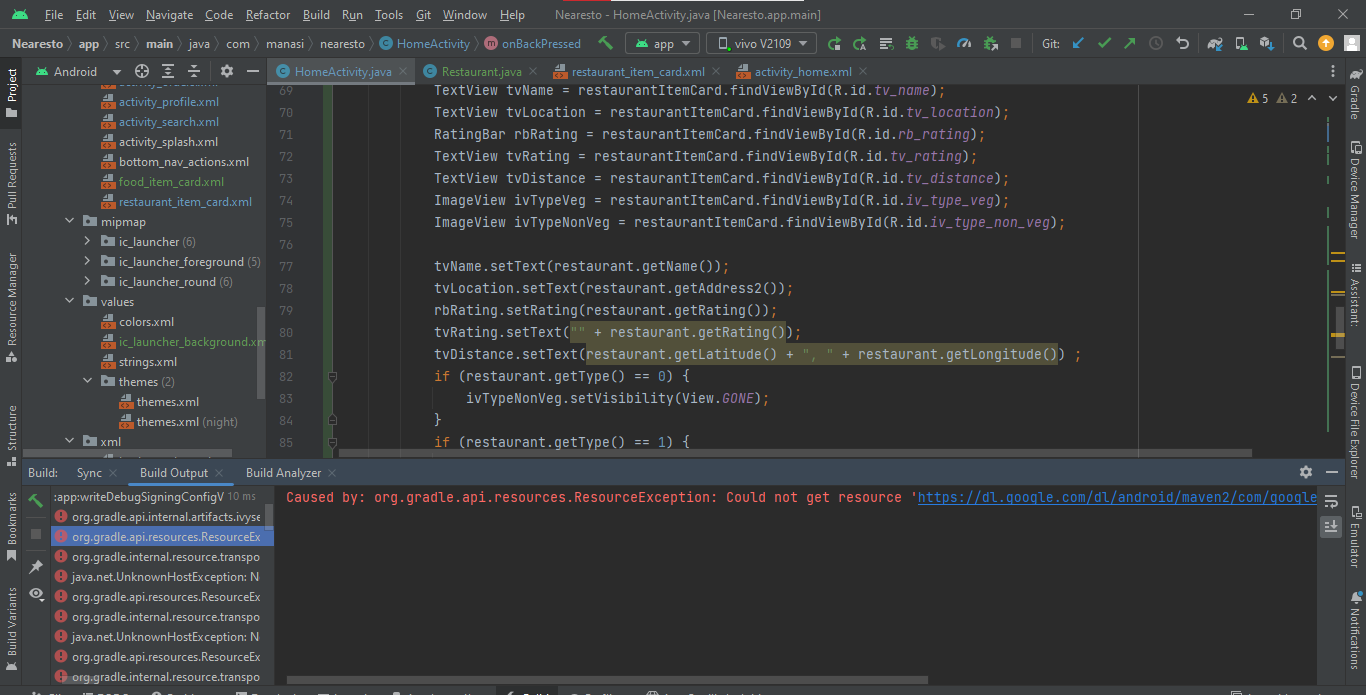 File Edit View Navigate Code Refactor Build Run Tools Git Window Help Nearesto - HomeActivity.java [Nearesto.app.main]
Nearesto app src main java com manasi nearesto HomeActivity onBackPressed app vivo V2109 Git:
Android HomeActivity.java Restaurant.java restaurant_item_card.xml activity_home.xml
Project
Pull Requests
Resource Manager
Structure
Bookmarks
Build Variants
activity_profile.xml
activity_search.xml
activity_splash.xml
bottom_nav_actions.xml
food_item_card.xml
restaurant_item_card.xml
mipmap
ic_launcher (6)
ic_launcher_foreground (5)
ic_launcher_round (6)
values
colors.xml
ic_launcher_background.xm
strings.xml
themes (2)
themes.xml
themes.xml (night)
xml
5 2
69 TextView tvName = restaurantItemCard.findViewById(R.id.tv_name);
70 TextView tvLocation = restaurantItemCard.findViewById(R.id.tv_location);
71 RatingBar rbRating = restaurantItemCard.findViewById(R.id.rb_rating);
72 TextView tvRating = restaurantItemCard.findViewById(R.id.tv_rating);
73 TextView tvDistance = restaurantItemCard.findViewById(R.id.tv_distance);
74 ImageView ivTypeVeg = restaurantItemCard.findViewById(R.id.iv_type_veg);
75 ImageView ivTypeNonVeg = restaurantItemCard.findViewById(R.id.iv_type_non_veg);
76
77 tvName.setText(restaurant.getName());
78 tvLocation.setText(restaurant.getAddress2());
79 rbRating.setRating(restaurant.getRating());
80 tvRating.setText("" + restaurant.getRating());
81 tvDistance.setText(restaurant.getLatitude() + ", " + restaurant.getLongitude()) ;
82 if (restaurant.getType() == 0) {
83 ivTypeNonVeg.setVisibility(View.GONE);
84 }
85 if (restaurant.getType() == 1) {
Gradle
Device Manager
Assistant:
Device File Explorer
Emulator
Notifications
Build: Sync Build Output Build Analyzer
:app:writeDebugSigningConfigV 10 ms
org.gradle.api.internal.artifacts.ivyse
org.gradle.api.resources.ResourceEx
org.gradle.internal.resource.transpo
java.net.UnknownHostException: N
org.gradle.api.resources.ResourceEx
org.gradle.internal.resource.transpo
java.net.UnknownHostException: N
org.gradle.api.resources.ResourceEx
org.gradle.internal.resource.transpo
Caused by: org.gradle.api.resources.ResourceException: Could not get resource 'https://dl.google.com/dl/android/maven2/com/google